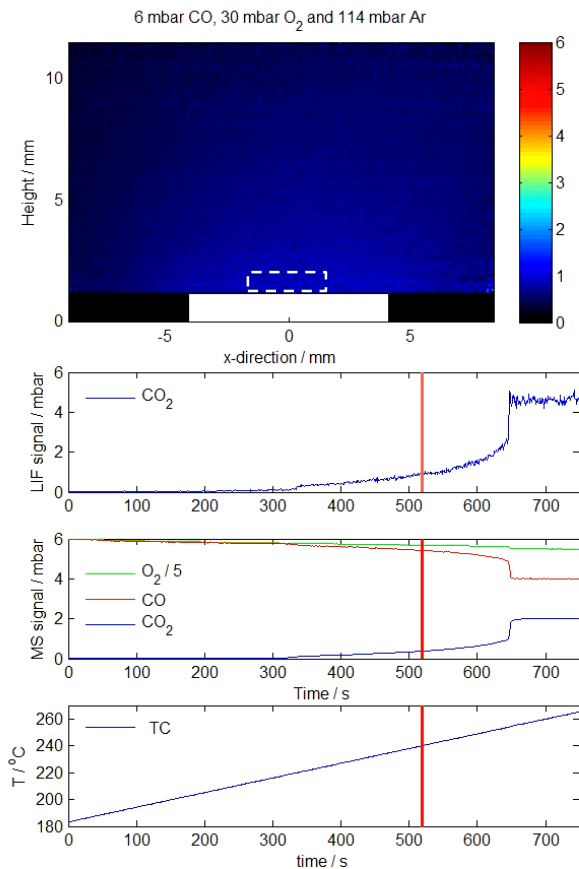 6 mbar CO, 30 mbar O2 and 114 mbar Ar
Height / mm
10
5
0
-5 0 5
x-direction / mm
6
5
4
3
2
1
0
LIF signal / mbar
6
4
2
0
CO2
0 100 200 300 400 500 600 700
MS signal / mbar
6
4
2
0
O2 / 5
CO
CO2
0 100 200 300 400 500 600 700
Time / s
T / °C
260
240
220
200
180
TC
0 100 200 300 400 500 600 700
time / s